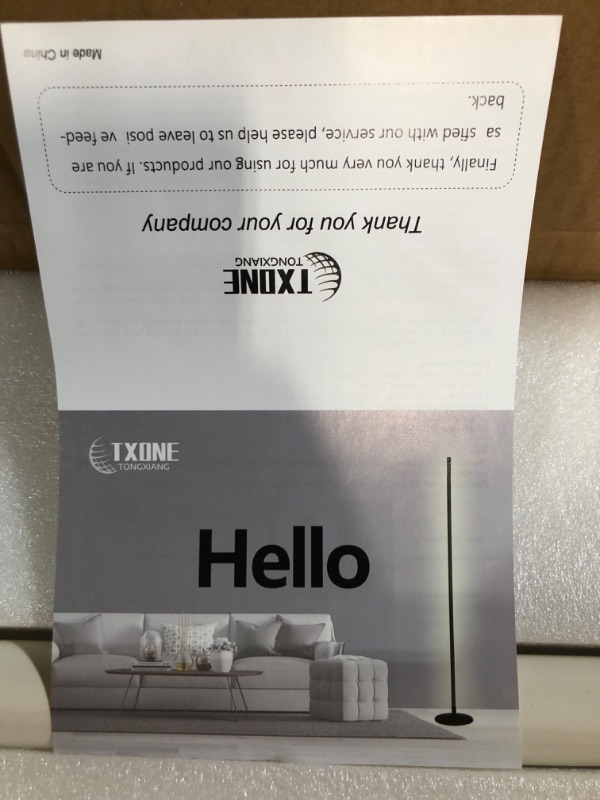 TXONE
TONGXIANG
Hello
TXONE
TONGXIANG
Thank you for your company
Finally, thank you very much for using our products. If you are
sa sfied with our service, please help us to leave posi ve feed-
back.
Made in China